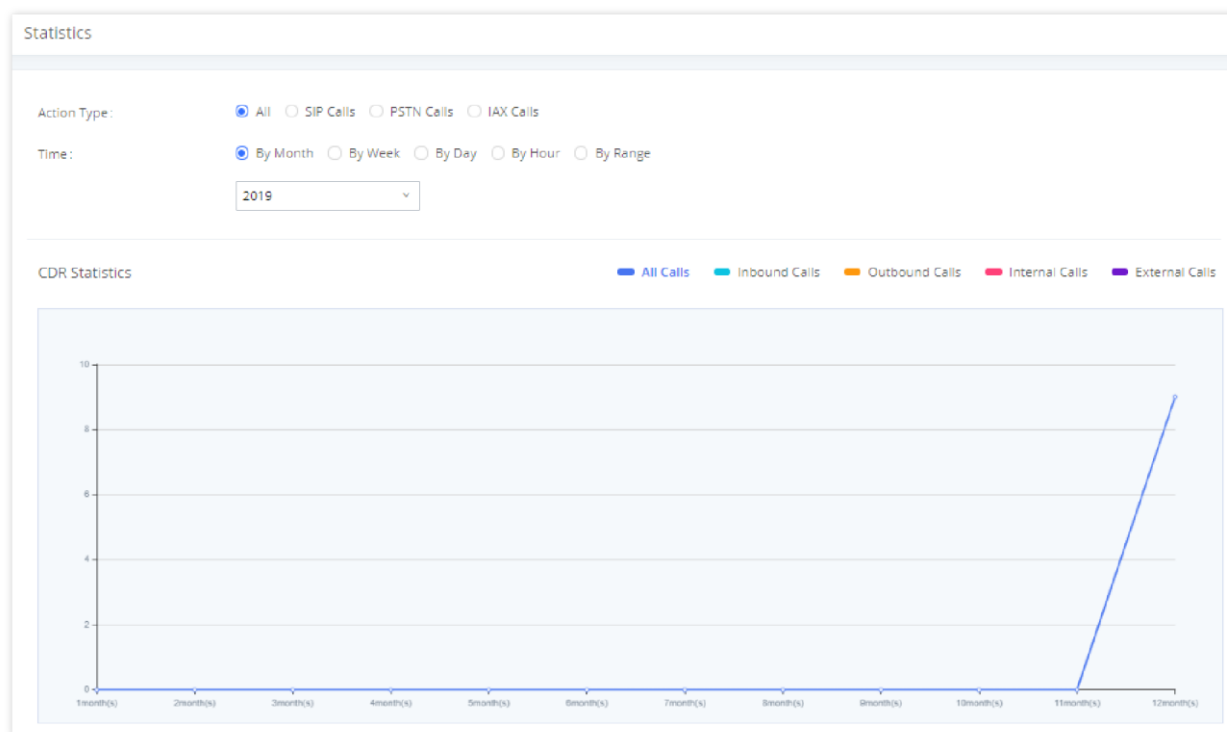 Statistics
Action Type: All SIP Calls PSTN Calls IAX Calls
Time: By Month By Week By Day By Hour By Range
2019
CDR Statistics All Calls Inbound Calls Outbound Calls Internal Calls External Calls
10
8
6
4
2
0
1month(s) 2month(s) 3month(s) 4month(s) 5month(s) 6month(s) 7month(s) 8month(s) 9month(s) 10month(s) 11month(s) 12month(s)